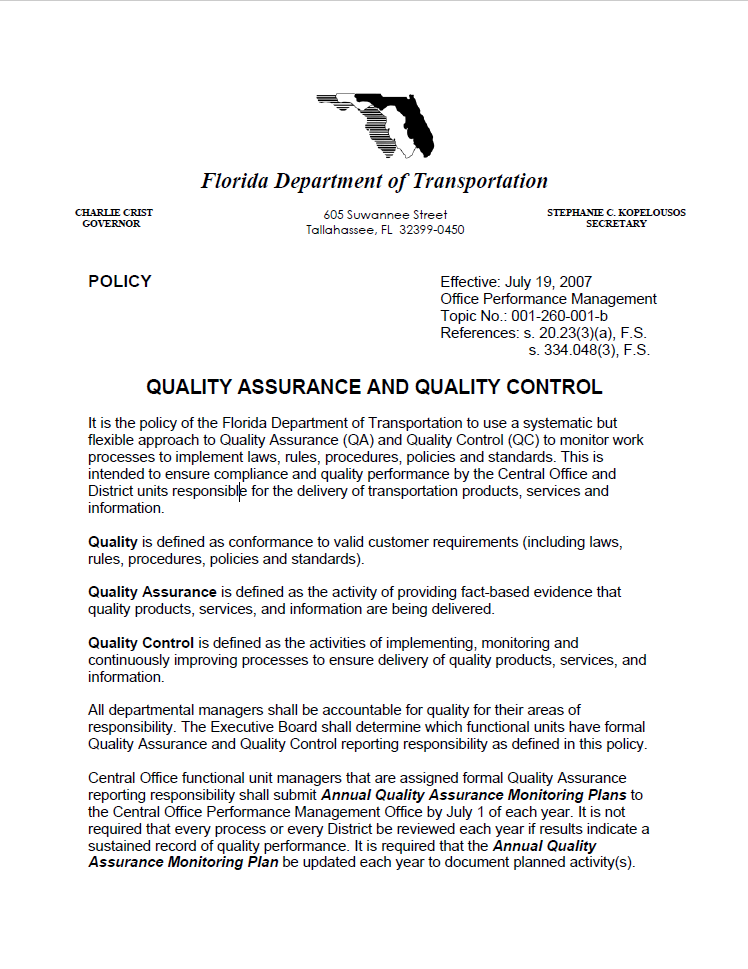 Florida Department of Transportation
CHARLIE CRIST
GOVERNOR
605 Suwannee Street
Tallahassee, FL 32399-0450
STEPHANIE C. KOPELOUSOS
SECRETARY
POLICY
Effective: July 19, 2007
Office Performance Management
Topic No.: 001-260-001-b
References: s. 20.23(3)(a), F.S.
s. 334.048(3), F.S.
QUALITY ASSURANCE AND QUALITY CONTROL
It is the policy of the Florida Department of Transportation to use a systematic but
flexible approach to Quality Assurance (QA) and Quality Control (QC) to monitor work
processes to implement laws, rules, procedures, policies and standards. This is
intended to ensure compliance and quality performance by the Central Office and
District units responsible for the delivery of transportation products, services and
information.
Quality is defined as conformance to valid customer requirements (including laws,
rules, procedures, policies and standards).
Quality Assurance is defined as the activity of providing fact-based evidence that
quality products, services, and information are being delivered.
Quality Control is defined as the activities of implementing, monitoring and
continuously improving processes to ensure delivery of quality products, services, and
information.
All departmental managers shall be accountable for quality for their areas of
responsibility. The Executive Board shall determine which functional units have formal
Quality Assurance and Quality Control reporting responsibility as defined in this policy.
Central Office functional unit managers that are assigned formal Quality Assurance
reporting responsibility shall submit Annual Quality Assurance Monitoring Plans to
the Central Office Performance Management Office by July 1 of each year. It is not
required that every process or every District be reviewed each year if results indicate a
sustained record of quality performance. It is required that the Annual Quality
Assurance Monitoring Plan be updated each year to document planned activity(s).